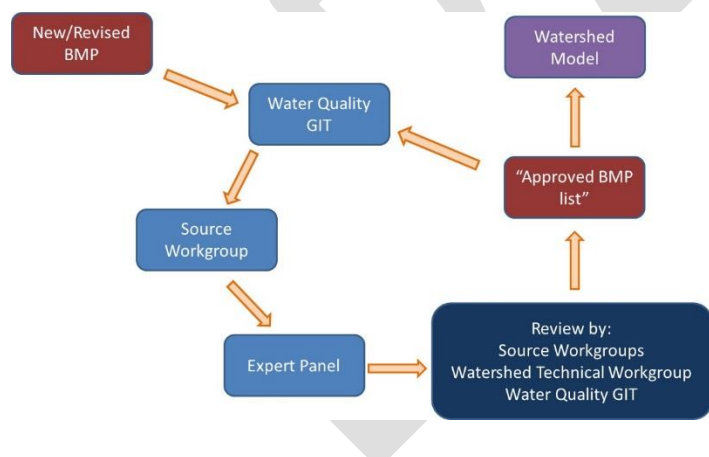 New/Revised
BMP
Watershed
Model
Water Quality
GIT
"Approved BMP
list"
Source
Workgroup
Expert Panel
Review by:
Source Workgroups
Watershed Technical Workgroup
Water Quality GIT